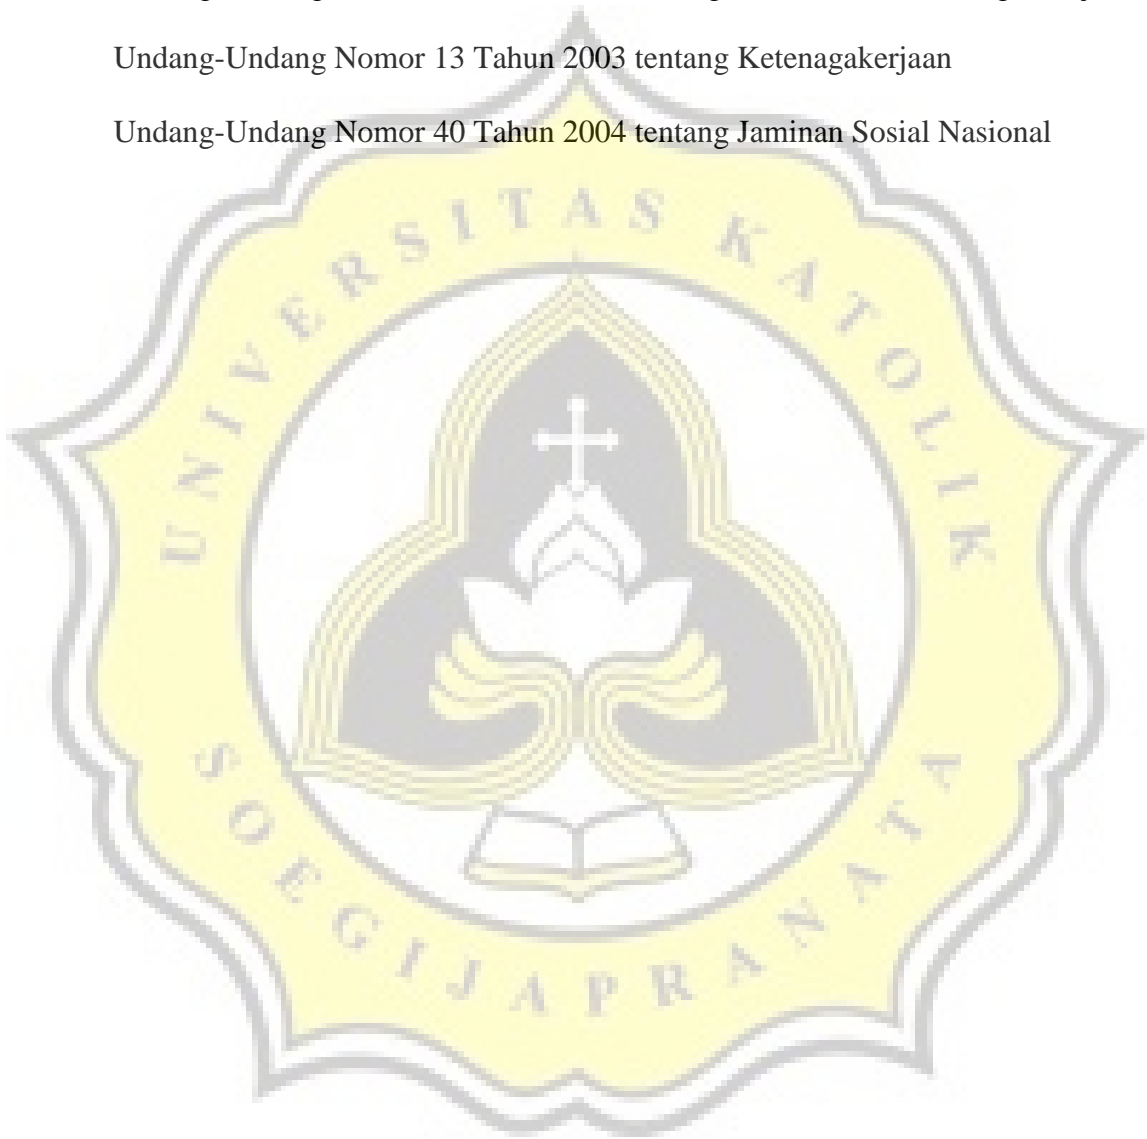 Undang-Undang Nomor 13 Tahun 2003 tentang Ketenagakerjaan
Undang-Undang Nomor 40 Tahun 2004 tentang Jaminan Sosial Nasional
UNIVERSITAS KATOLIK
SOEGIJAPRANATA